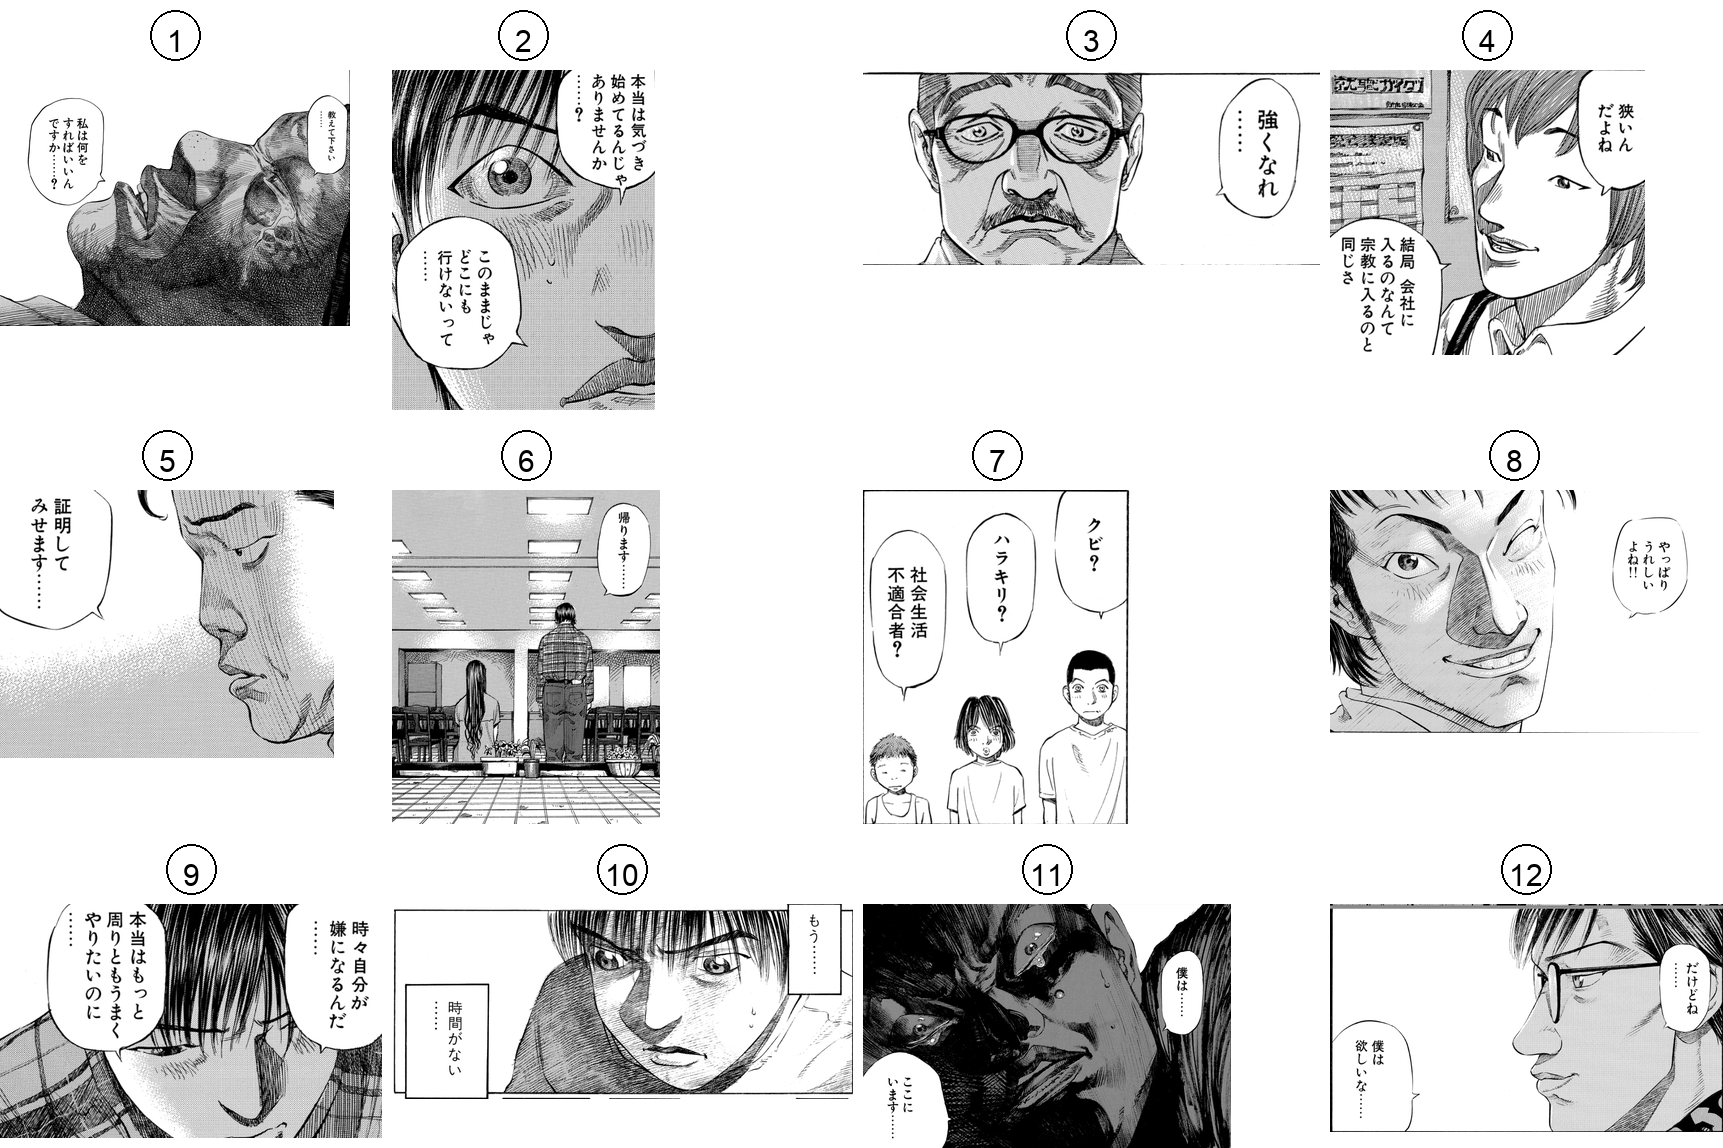 1
教えて下さい
……
私は何を
すればいいん
ですか……？
2
本当は気づき
始めてるんじゃ
ありませんか
……？
このままじゃ
どこにも
行けないって
……
3
強くなれ
……
4
狭いん
だよね
結局 会社に
入るのなんて
宗教に入るのと
同じさ
5
証明して
みせます……
6
帰ります……
7
クビ？
ハラキリ？
社会生活
不適合者？
8
やっぱり
うれしい
よね!!
9
時々自分が
嫌になるんだ
……
本当はもっと
周りともうまく
やりたいのに
……
10
もう……
時間がない
……
11
僕は……
ここに
います……
12
だけどね
……
僕は
欲しいな……